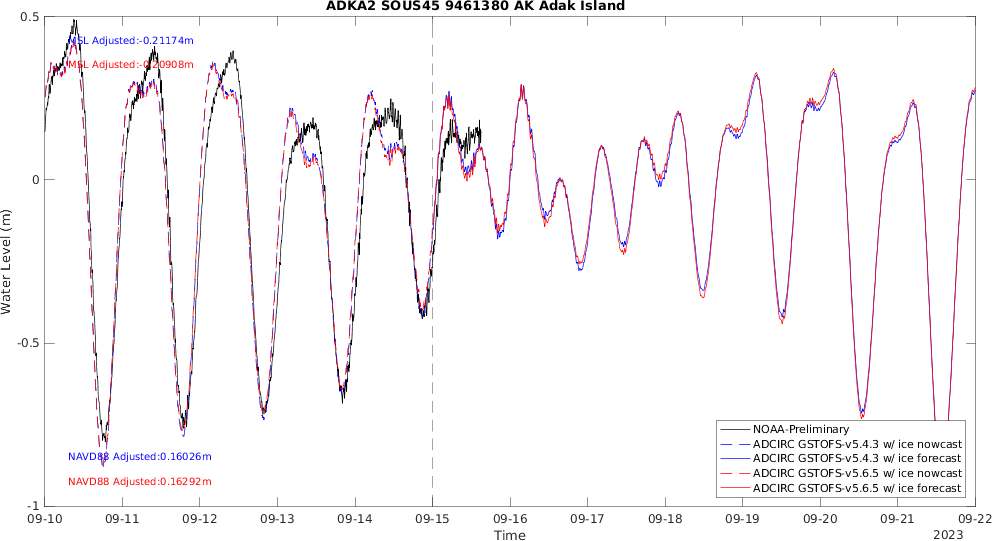 ADKA2 SOUS45 9461380 AK Adak Island
0.5
0
-0.5
-1
Water Level (m)
MSL Adjusted:-0.21174m
MSL Adjusted:-0.20908m
NAVD88 Adjusted:0.16026m
NAVD88 Adjusted:0.16292m
NOAA-Preliminary
ADCIRC GSTOFS-v5.4.3 w/ ice nowcast
ADCIRC GSTOFS-v5.4.3 w/ ice forecast
ADCIRC GSTOFS-v5.6.5 w/ ice nowcast
ADCIRC GSTOFS-v5.6.5 w/ ice forecast
09-10 09-11 09-12 09-13 09-14 09-15 09-16 09-17 09-18 09-19 09-20 09-21 09-22
Time
2023